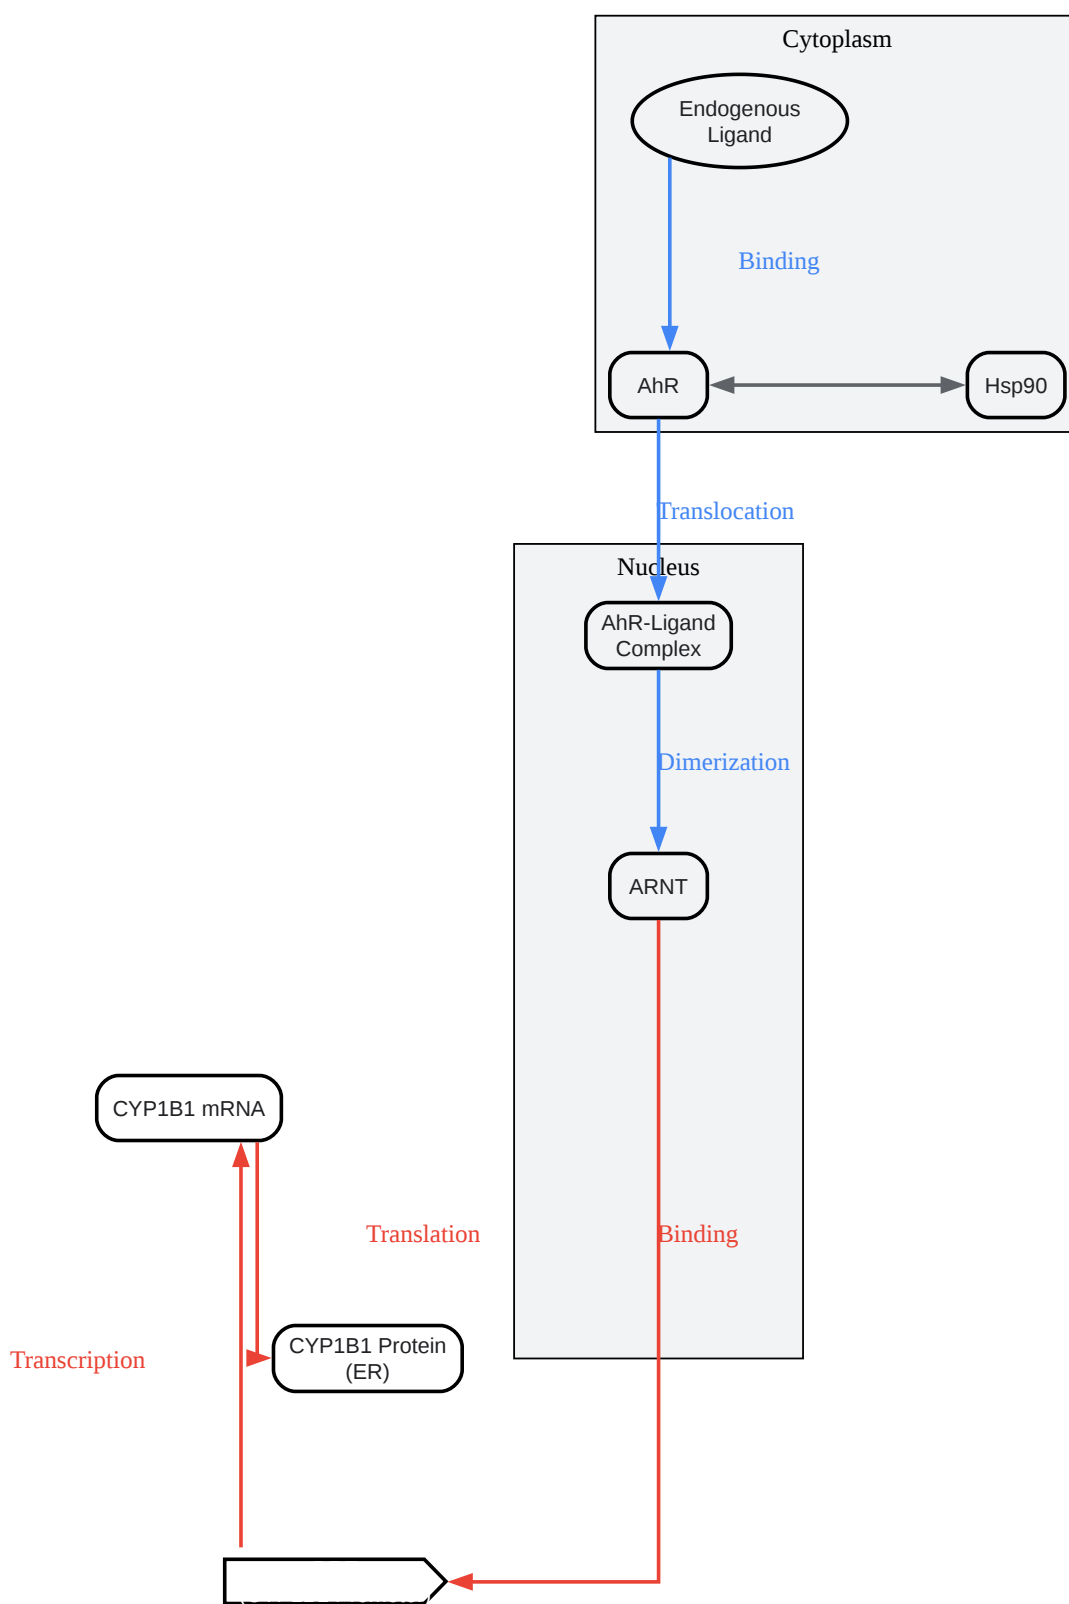 Cytoplasm
Endogenous
Ligand
Binding
AhR
Hsp90
Translocation
Nucleus
AhR-Ligand
Complex
Dimerization
ARNT
CYP1B1 mRNA
Translation
Binding
CYP1B1 Protein
(ER)
Transcription